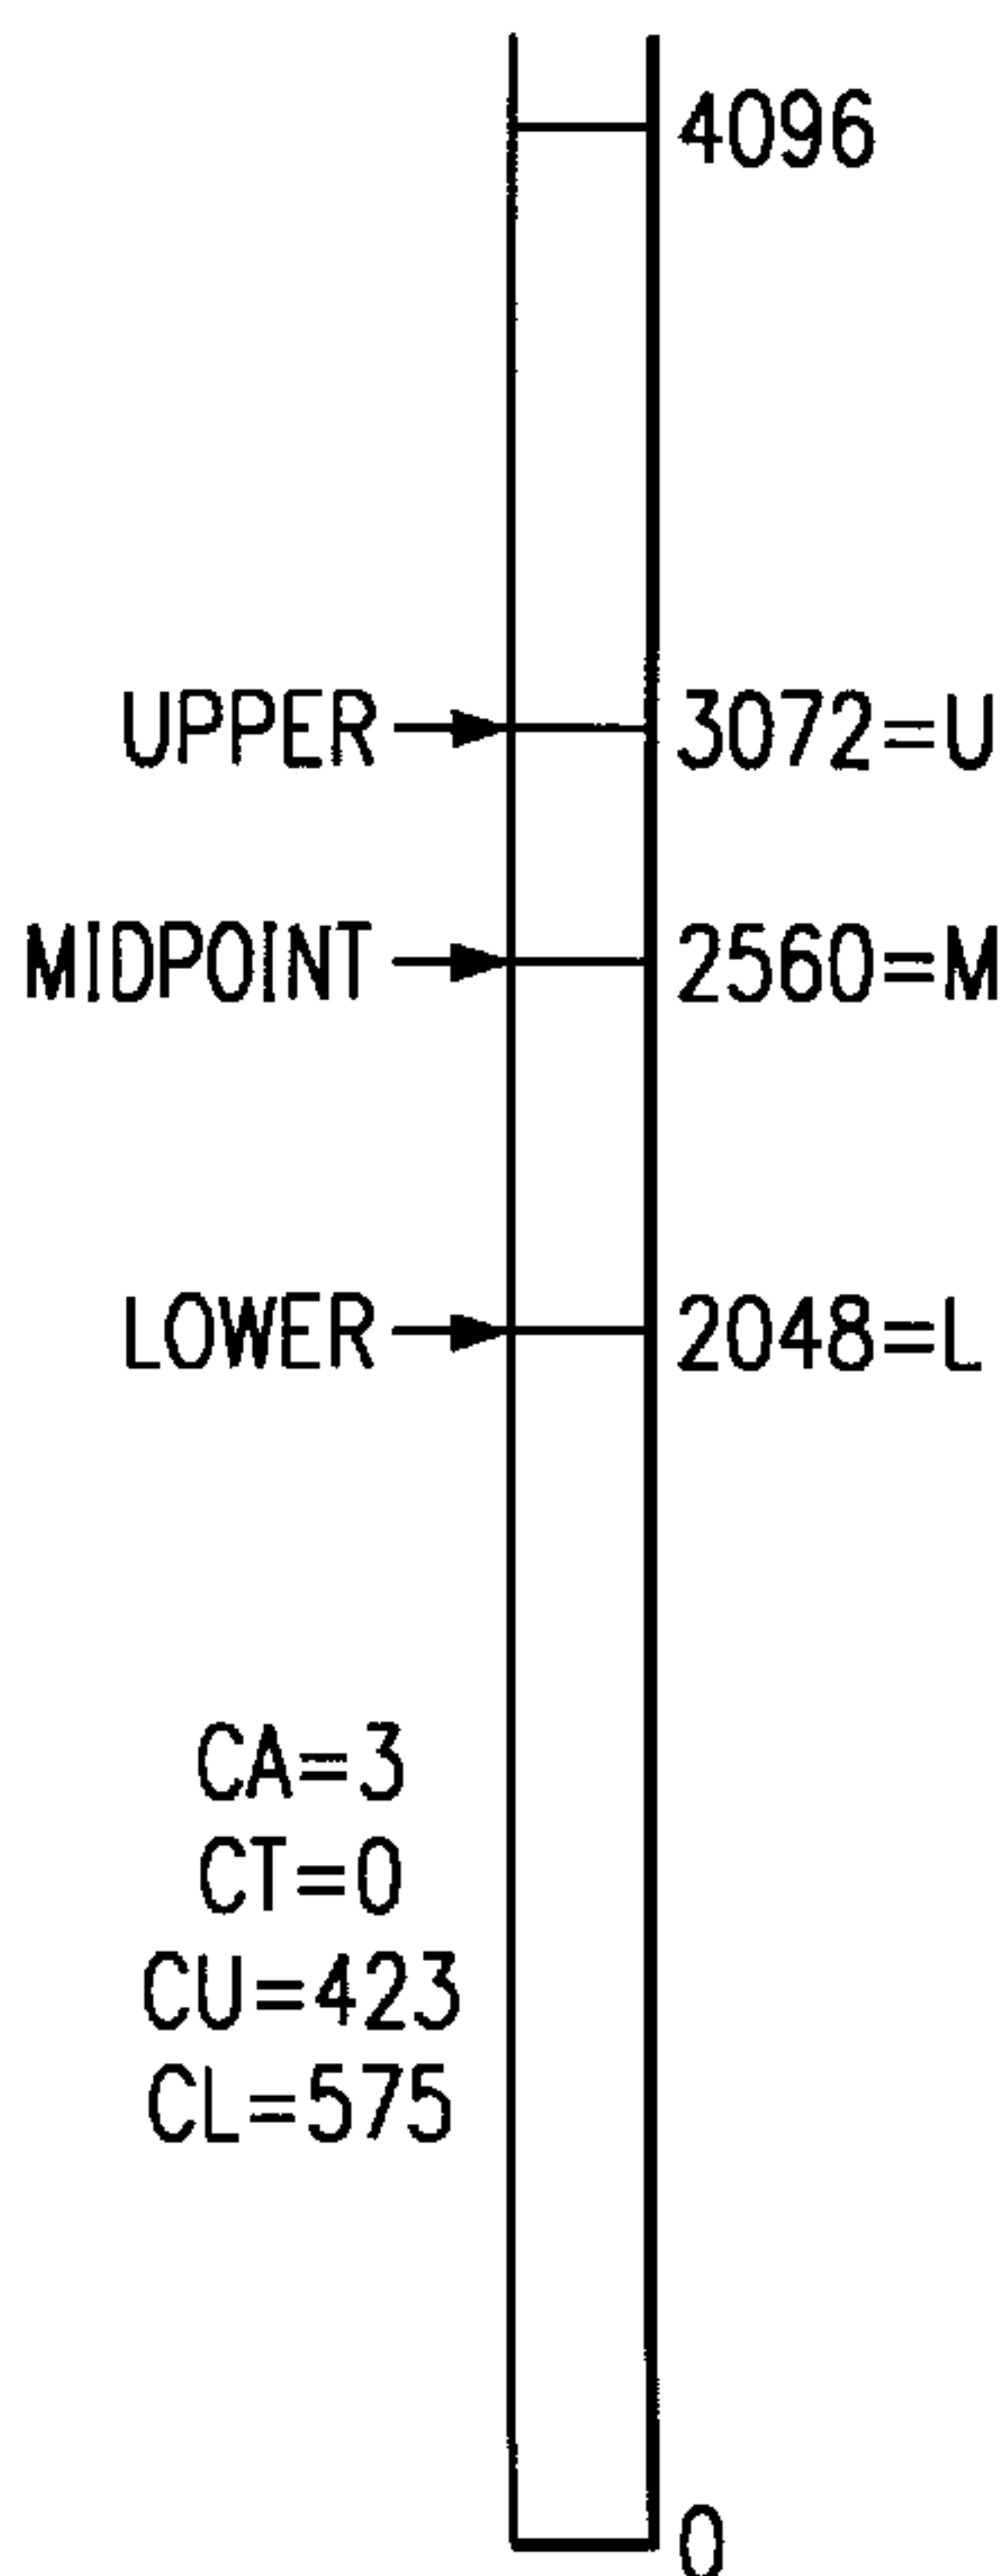 4096
UPPER 3072=U
MIDPOINT 2560=M
LOWER 2048=L
CA=3
CT=0
CU=423
CL=575
0